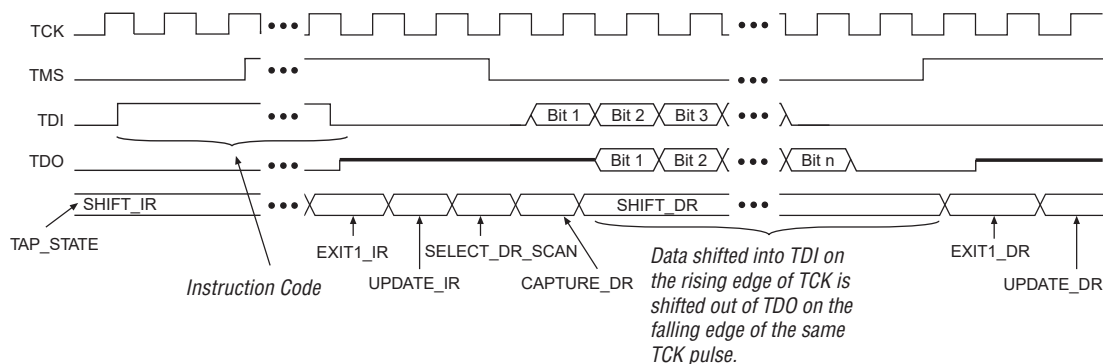 TCK
TMS
TDI
Bit 1 Bit 2 Bit 3
TDO
Bit 1 Bit 2 Bit n
SHIFT_IR
SHIFT_DR
TAP_STATE
EXIT1_IR
SELECT_DR_SCAN
EXIT1_DR
Instruction Code
UPDATE_IR
CAPTURE_DR
UPDATE_DR
Data shifted into TDI on
the rising edge of TCK is
shifted out of TDO on the
falling edge of the same
TCK pulse.